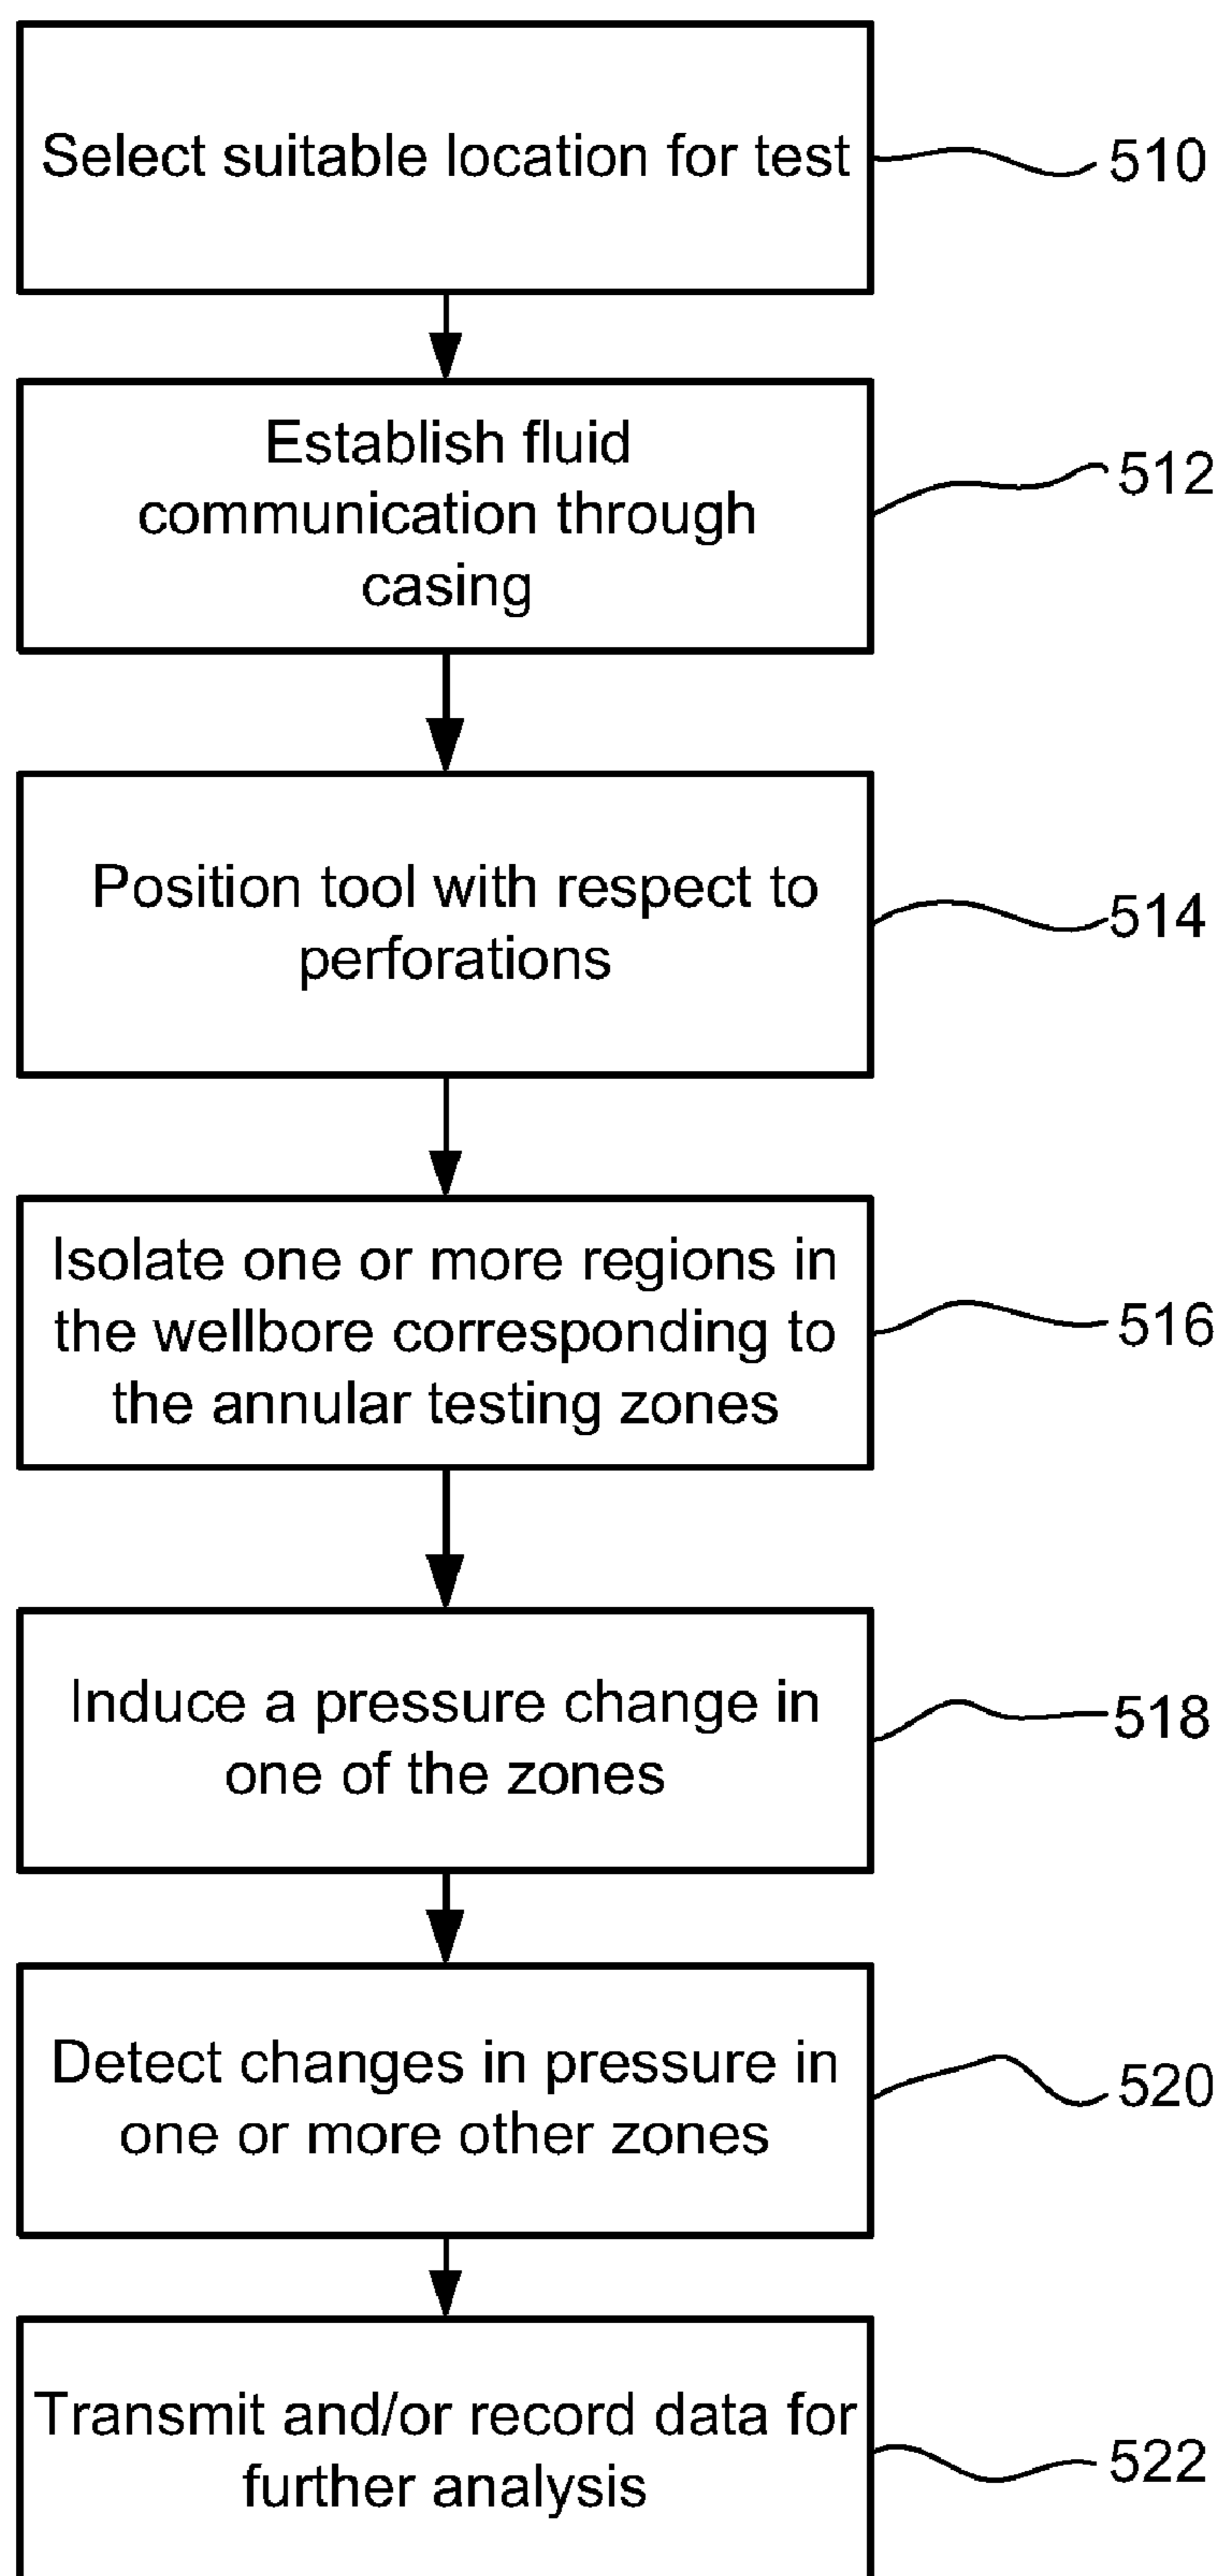 Select suitable location for test
510
Establish fluid
communication through
casing
512
Position tool with respect to
perforations
514
Isolate one or more regions in
the wellbore corresponding to
the annular testing zones
516
Induce a pressure change in
one of the zones
518
Detect changes in pressure in
one or more other zones
520
Transmit and/or record data for
further analysis
522